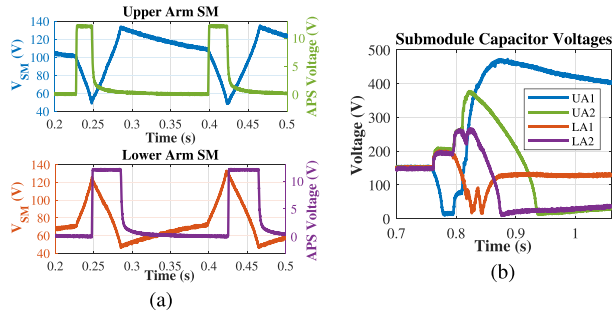 Upper Arm SM
140
120
100
80
60
40
V_SM (V)
10
5
0
APS Voltage (V)
0.2 0.25 0.3 0.35 0.4 0.45 0.5
Time (s)
Lower Arm SM
140
120
100
80
60
40
V_SM (V)
10
5
0
APS Voltage (V)
0.2 0.25 0.3 0.35 0.4 0.45 0.5
Time (s)
(a)
Submodule Capacitor Voltages
500
400
300
200
100
0
Voltage (V)
UA1
UA2
LA1
LA2
0.7 0.8 0.9 1
Time (s)
(b)